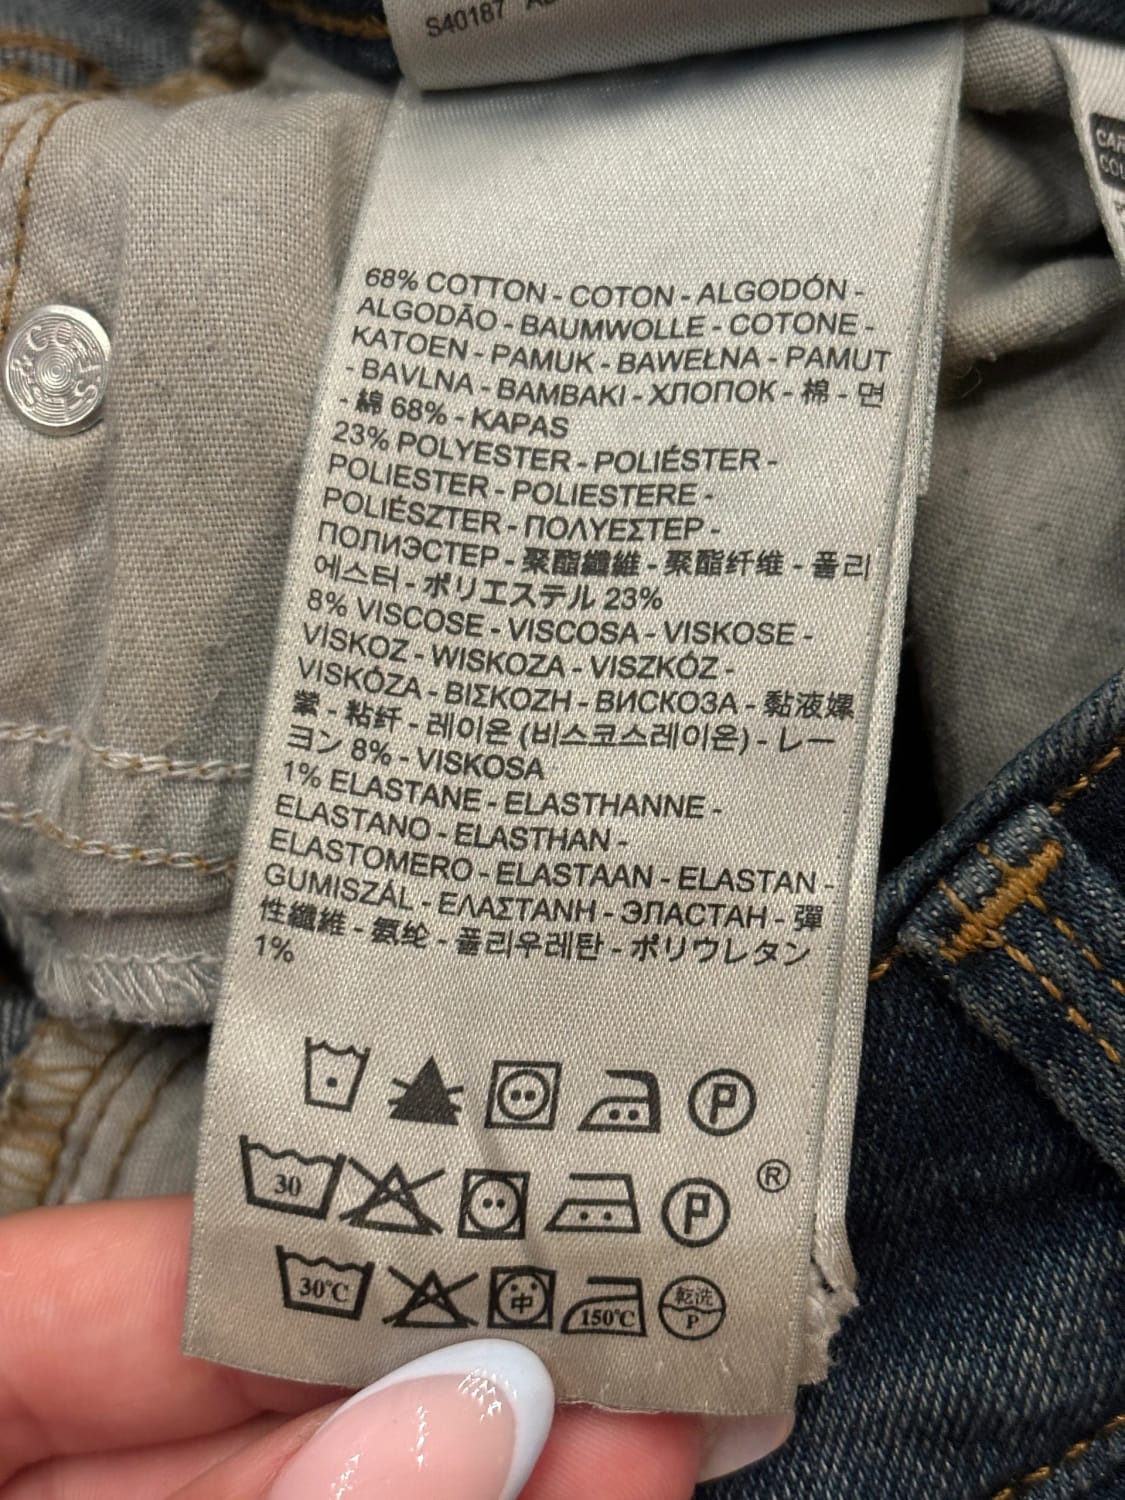 S40187
68% COTTON - COTON - ALGODÓN -
ALGODÃO - BAUMWOLLE - COTONE -
KATOEN - PAMUK - BAWEŁNA - PAMUT
- BAVLNA - BAMBAKI - ХЛОПОК - 棉 - 면
- 綿 68% - KAPAS
23% POLYESTER - POLIÉSTER -
POLIESTER - POLIESTERE -
POLIÉSZTER - ΠΟΛΥΕΣΤΕΡ -
ПОЛИЭСТЕР - 聚酯纖維 - 聚酯纤维 - 폴리
에스터 - ポリエステル 23%
8% VISCOSE - VISCOSA - VISKOSE -
VİSKOZ - WISKOZA - VISZKÓZ -
VISKÓZA - ΒΙΣΚΟΖΗ - ВИСКОЗА - 黏液嫘
縈 - 粘纤 - 레이온 (비스코스레이온) - レー
ヨン 8% - VISKOSA
1% ELASTANE - ELASTHANNE -
ELASTANO - ELASTHAN -
ELASTOMERO - ELASTAAN - ELASTAN -
GUMISZÁL - ΕΛΑΣΤΑΝΗ - ЭЛАСТАН - 彈
性纖維 - 氨纶 - 폴리우레탄 - ポリウレタン
1%
P
30 P ®
30℃ 中 150℃ 乾洗 P